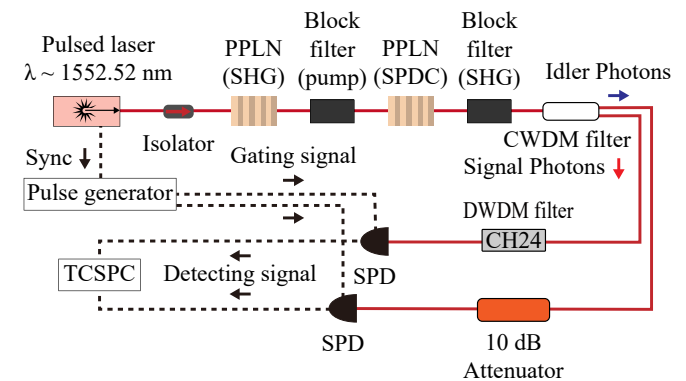 Pulsed laser
λ ~ 1552.52 nm
Isolator
PPLN
(SHG)
Block
filter
(pump)
PPLN
(SPDC)
Block
filter
(SHG)
Idler Photons
CWDM filter
Signal Photons
Sync
Gating signal
Pulse generator
DWDM filter
CH24
SPD
TCSPC
Detecting signal
SPD
10 dB
Attenuator